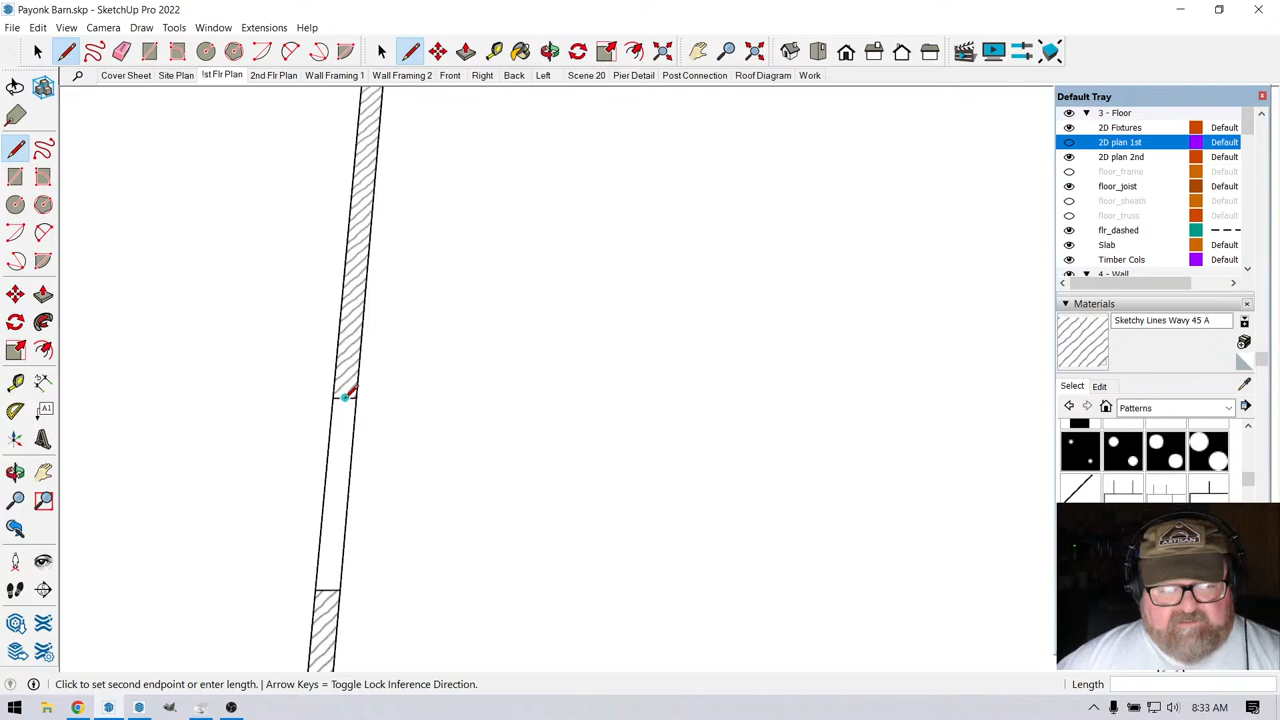 Payonk Barn.skp - SketchUp Pro 2022
File Edit View Camera Draw Tools Window Extensions Help
Cover Sheet Site Plan 1st Flr Plan 2nd Flr Plan Wall Framing 1 Wall Framing 2 Front Right Back Left Scene 20 Pier Detail Post Connection Roof Diagram Work
Default Tray
3 - Floor
2D Fixtures Default
2D plan 1st Default
2D plan 2nd Default
floor_frame Default
floor_joist Default
floor_sheath Default
floor_truss Default
flr_dashed
Slab Default
Timber Cols Default
4 - Wall
Materials
Sketchy Lines Wavy 45 A
Select Edit
Patterns
A1
ARTISAN
Click to set second endpoint or enter length. | Arrow Keys = Toggle Lock Inference Direction.
Length
8:33 AM